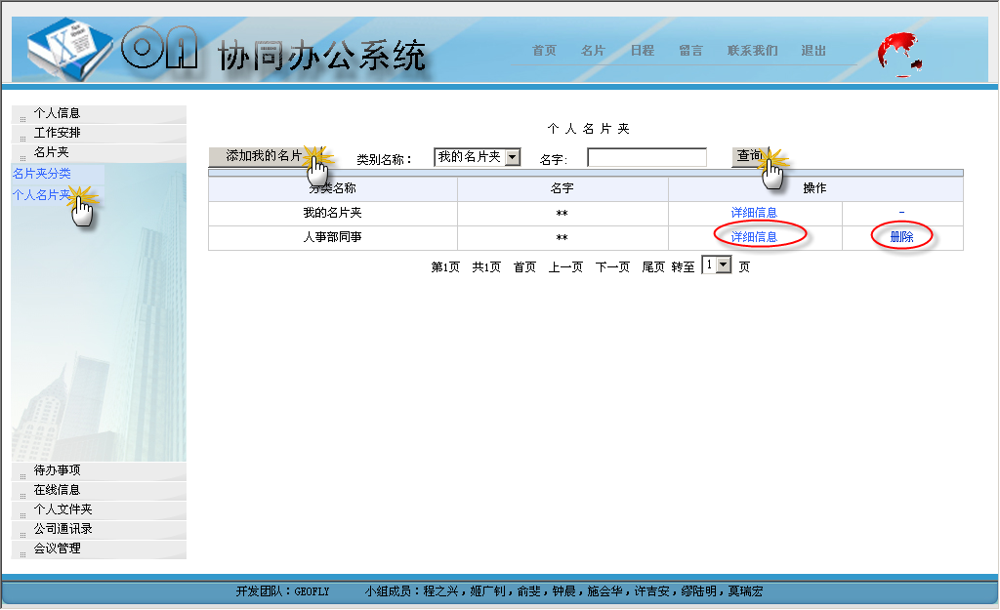 OA 协同办公系统
首页 名片 日程 留言 联系我们 退出
个人信息
工作安排
名片夹
名片夹分类
个人名片夹
待办事项
在线信息
个人文件夹
公司通讯录
会议管理
个 人 名 片 夹
添加我的名片 类别名称： 我的名片夹 名字: 查询
分类名称 名字 操作
我的名片夹 ** 详细信息 -
人事部同事 ** 详细信息 删除
第1页 共1页 首页 上一页 下一页 尾页 转至 1 页
开发团队：GEOFLY 小组成员：程之兴，姬广钊，俞斐，钟晨，施会华，许吉安，缪陆明，莫瑞宏